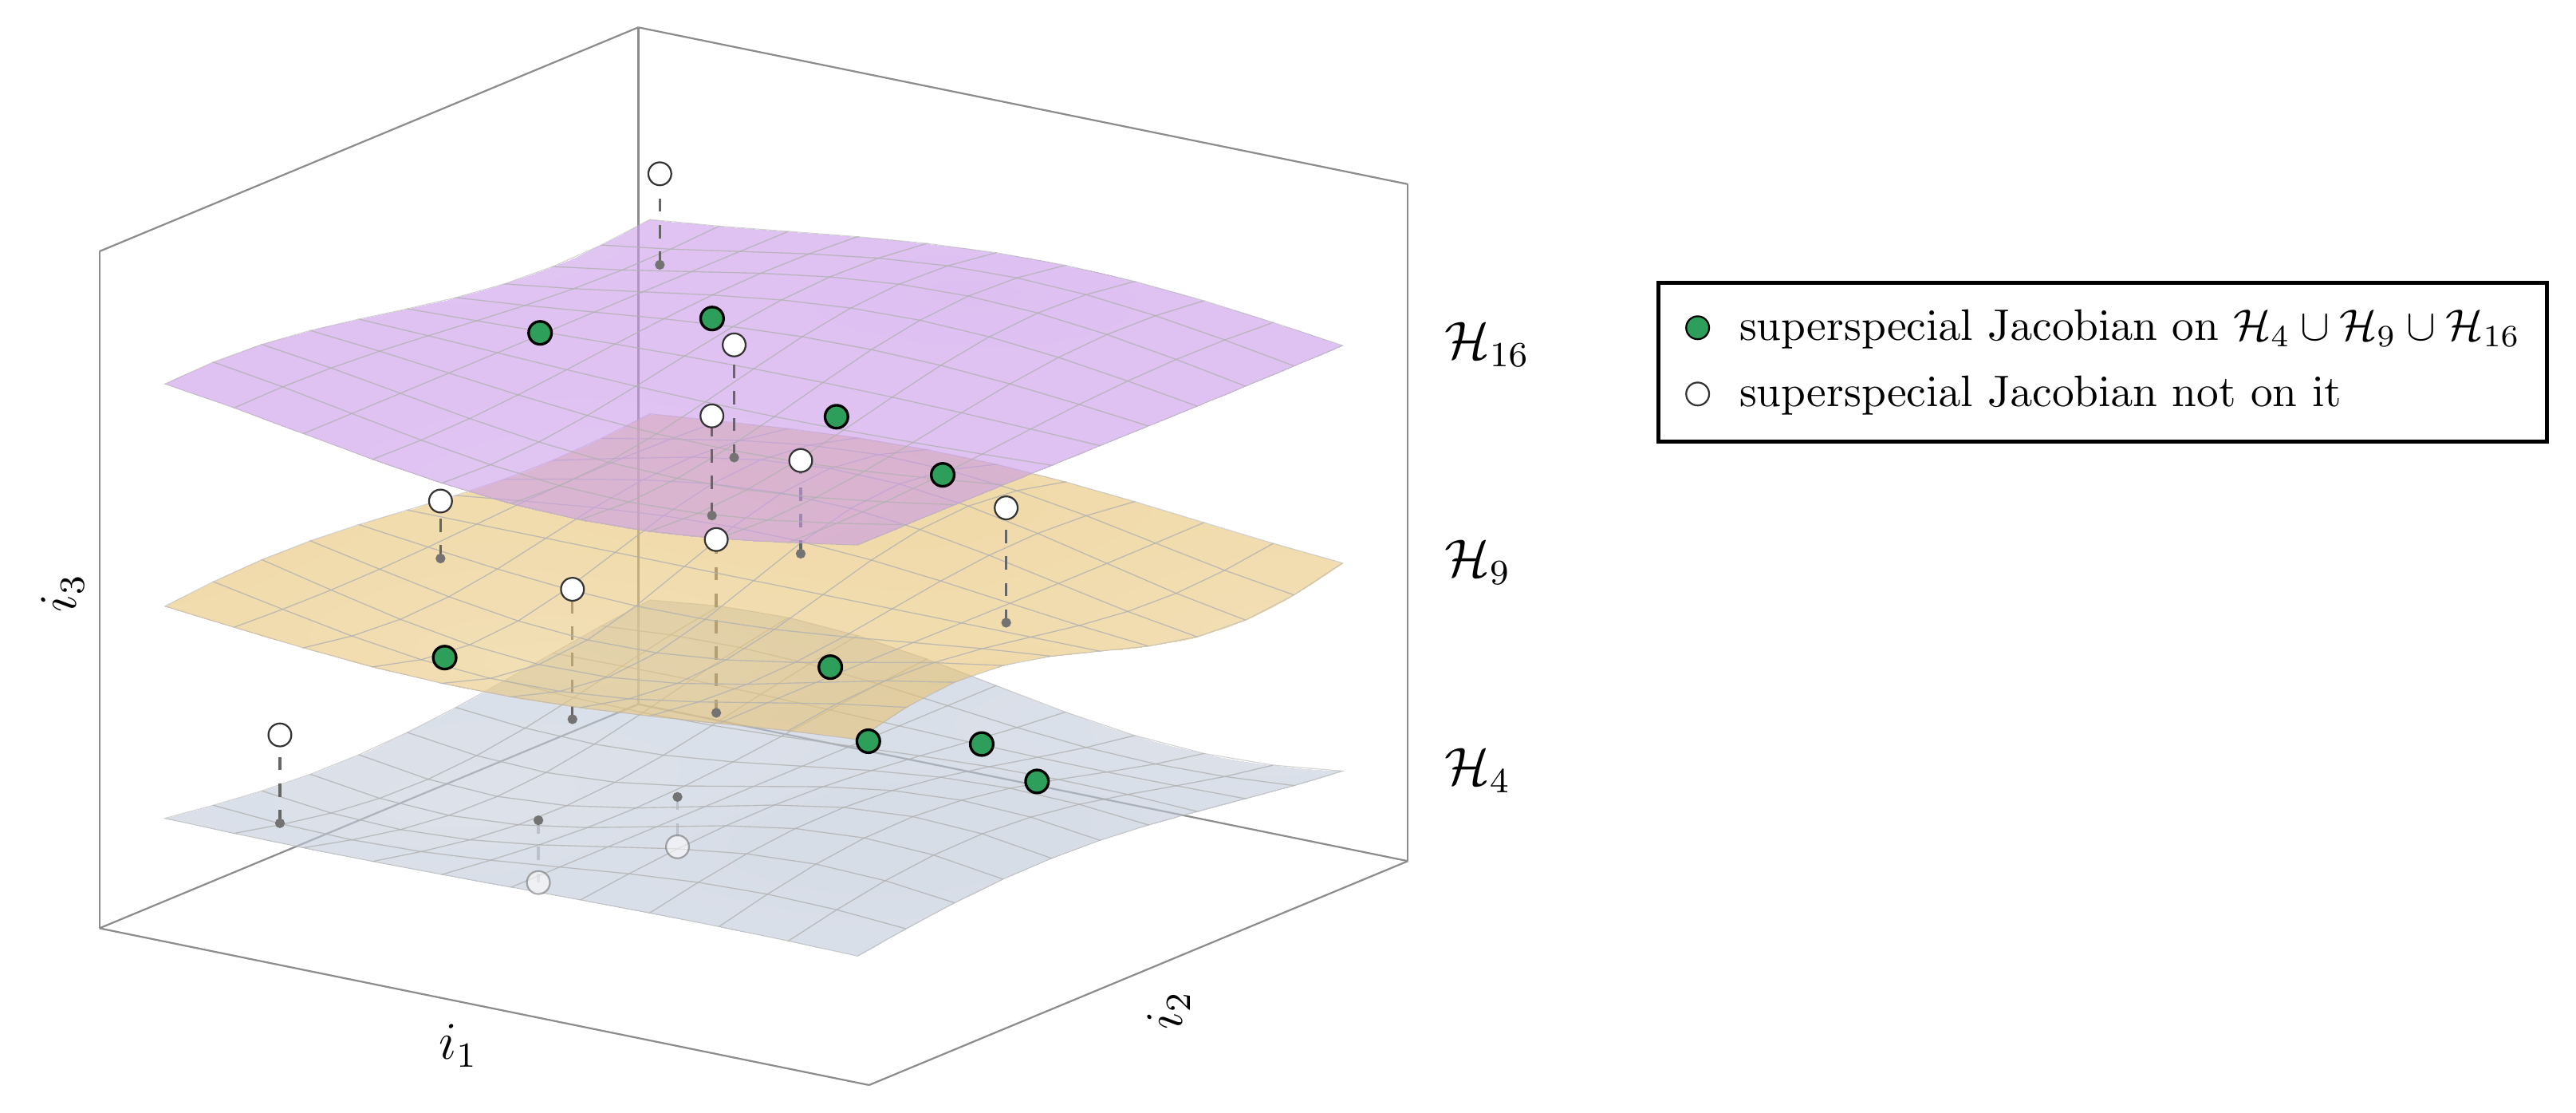 superspecial Jacobian on ℋ₄ ∪ ℋ₉ ∪ ℋ₁₆
superspecial Jacobian not on it
ℋ₁₆
ℋ₉
ℋ₄
i₃
i₂
i₁